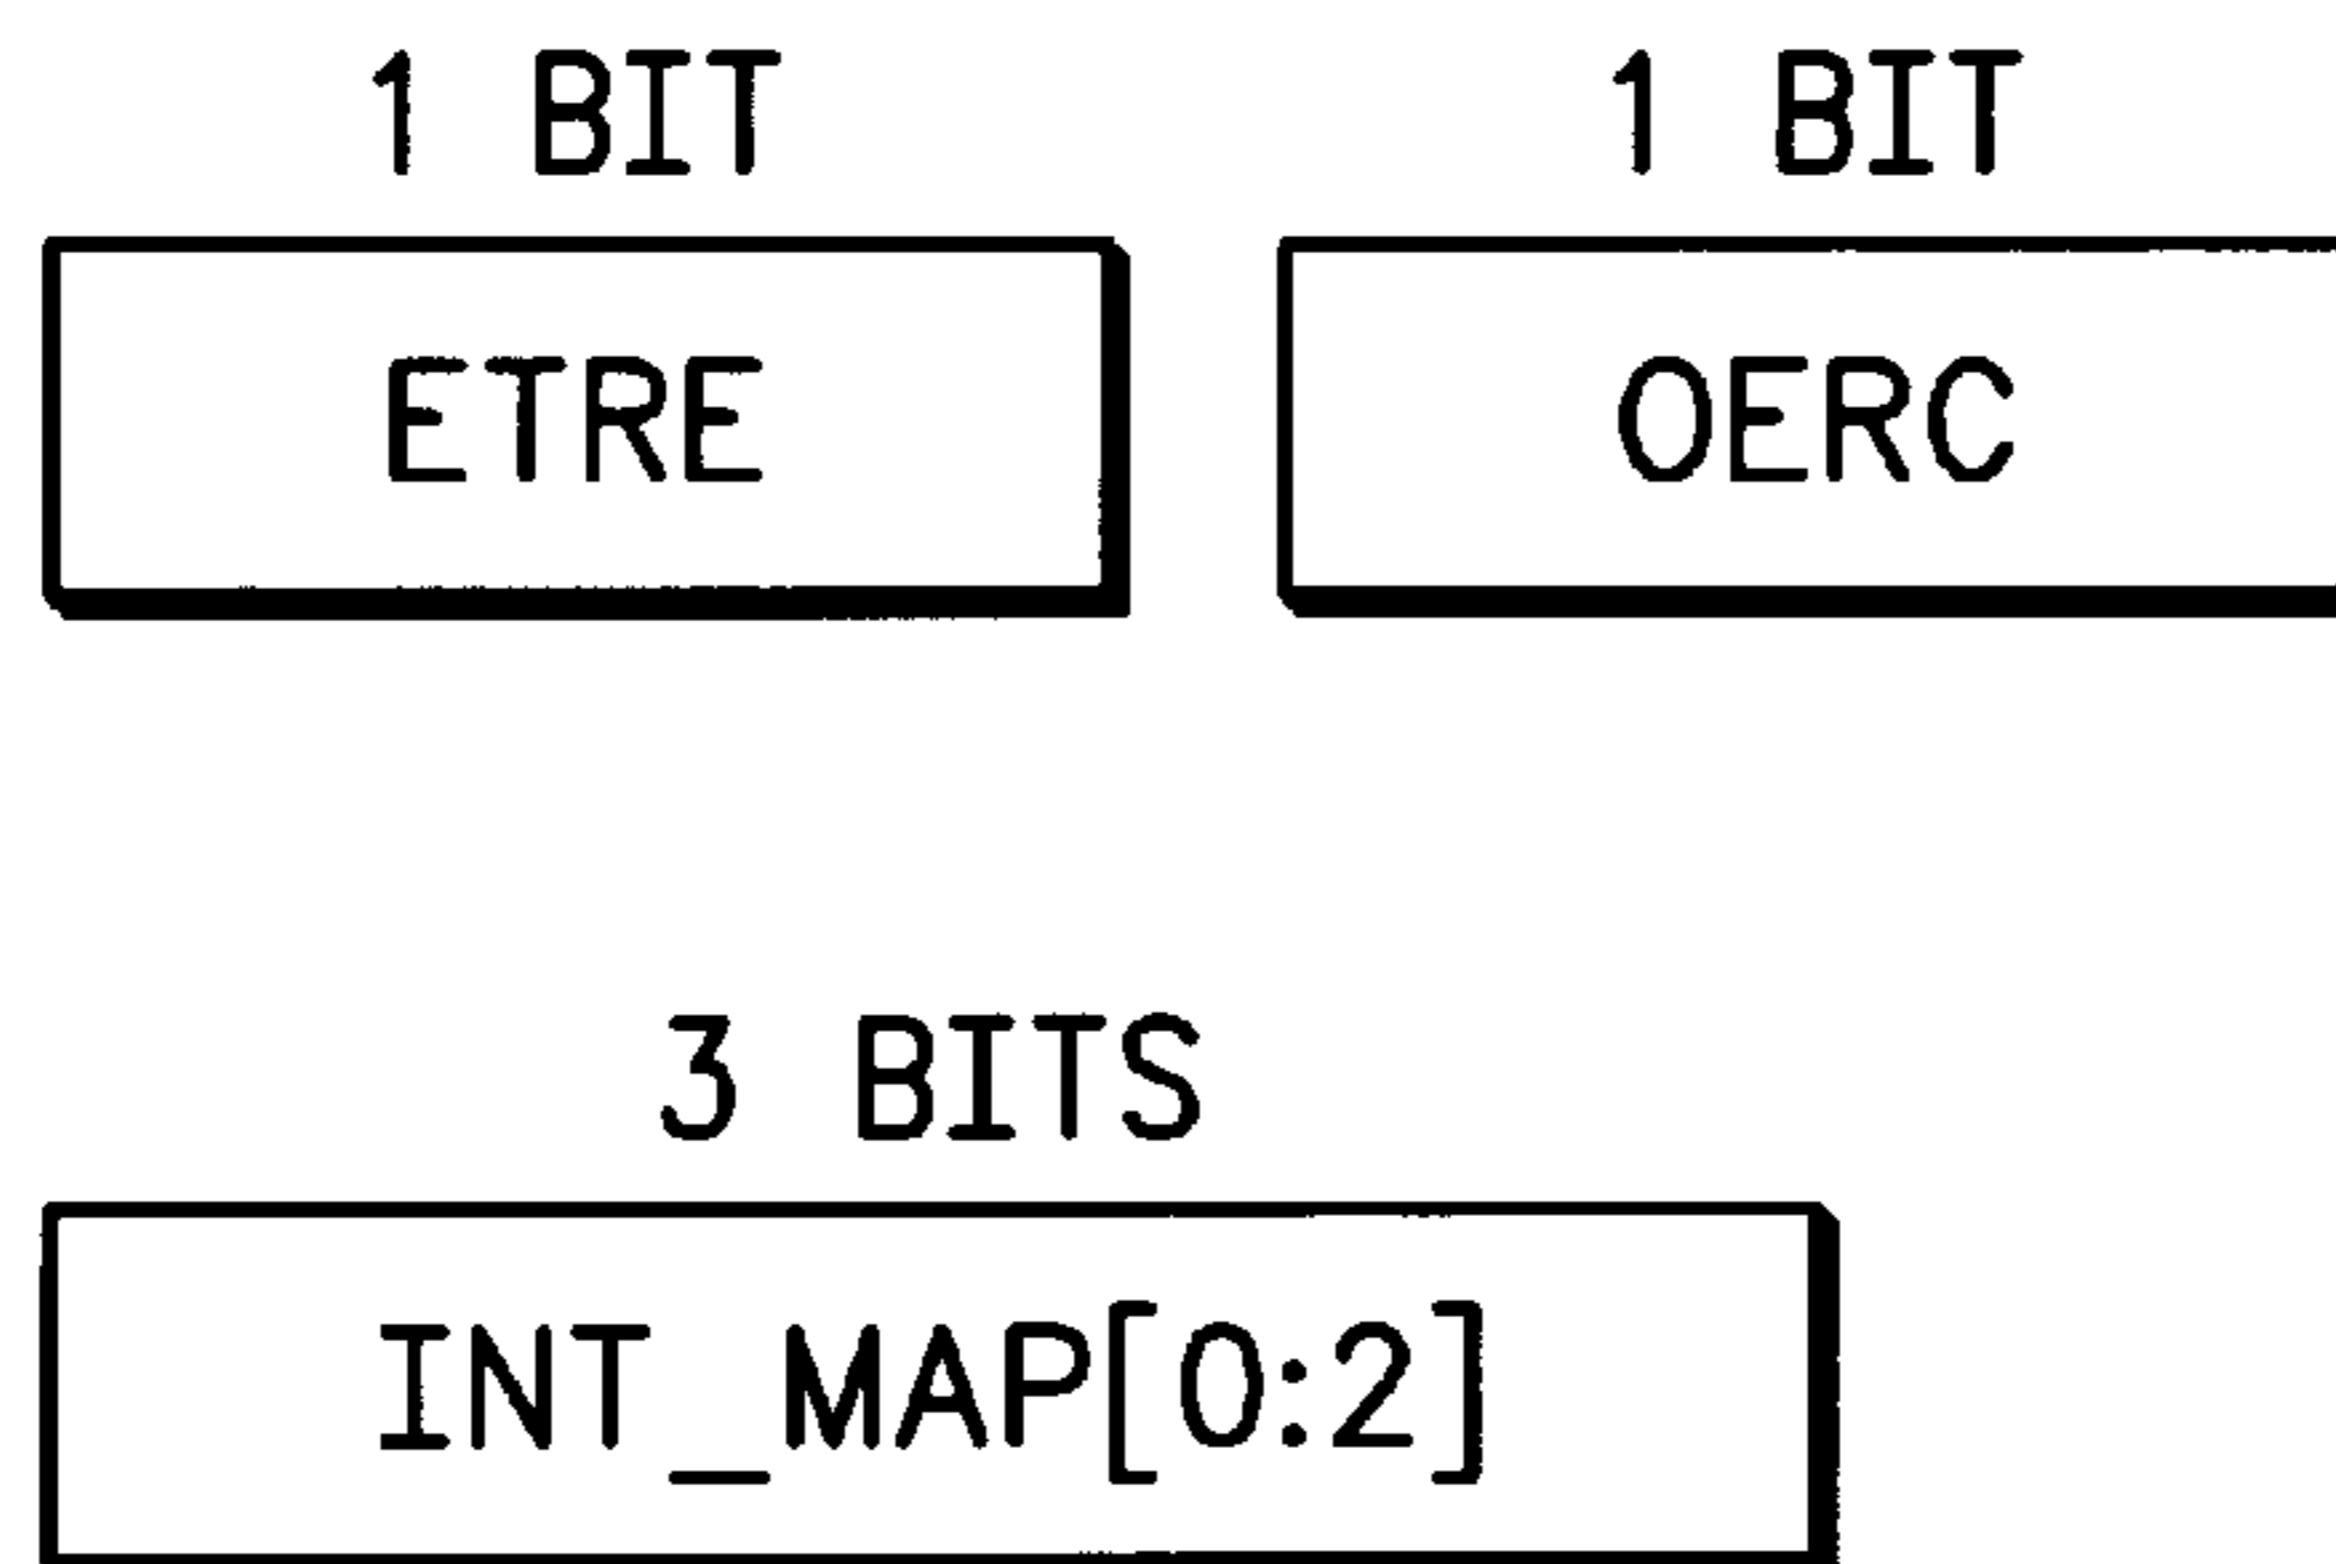 1 BIT
1 BIT
ETRE
OERC
3 BITS
INT_MAP[0:2]